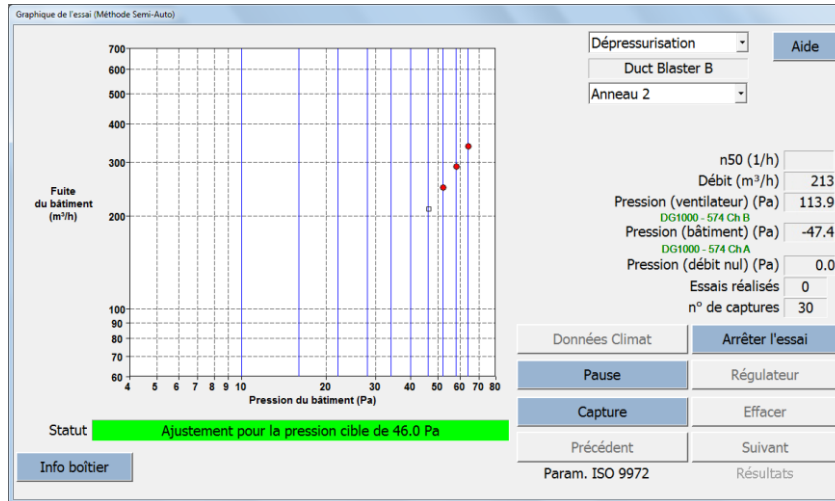 Graphique de l'essai (Méthode Semi-Auto)
Dépressurisation
Aide
Duct Blaster B
Anneau 2
700
600
500
400
300
200
100
90
80
70
60
Fuite
du bâtiment
(m³/h)
4 5 6 7 8 9 10 20 30 40 50 60 70 80
Pression du bâtiment (Pa)
n50 (1/h)
Débit (m³/h) 213
Pression (ventilateur) (Pa) 113.9
DG1000 - 574 Ch B
Pression (bâtiment) (Pa) -47.4
DG1000 - 574 Ch A
Pression (débit nul) (Pa) 0.0
Essais réalisés 0
n° de captures 30
Données Climat Arrêter l'essai
Pause Régulateur
Capture Effacer
Précédent Suivant
Param. ISO 9972 Résultats
Statut Ajustement pour la pression cible de 46.0 Pa
Info boîtier